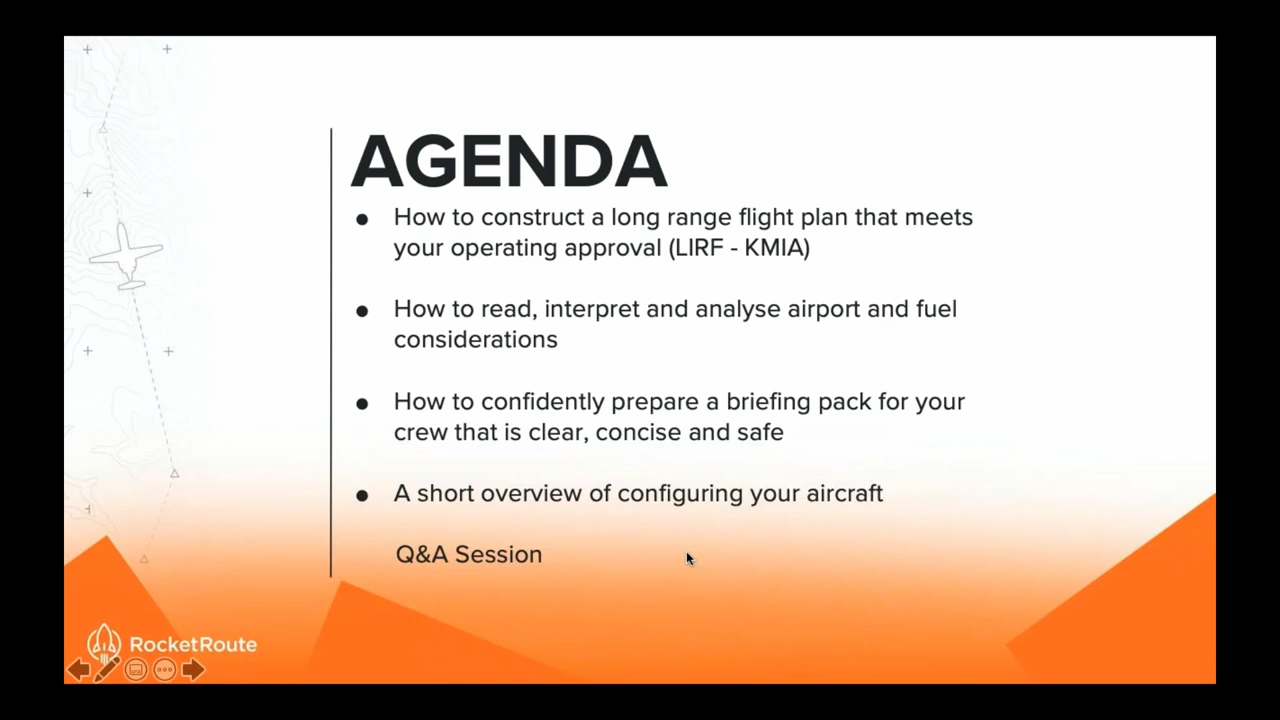 AGENDA
● How to construct a long range flight plan that meets
your operating approval (LIRF - KMIA)
● How to read, interpret and analyse airport and fuel
considerations
● How to confidently prepare a briefing pack for your
crew that is clear, concise and safe
● A short overview of configuring your aircraft
Q&A Session
RocketRoute